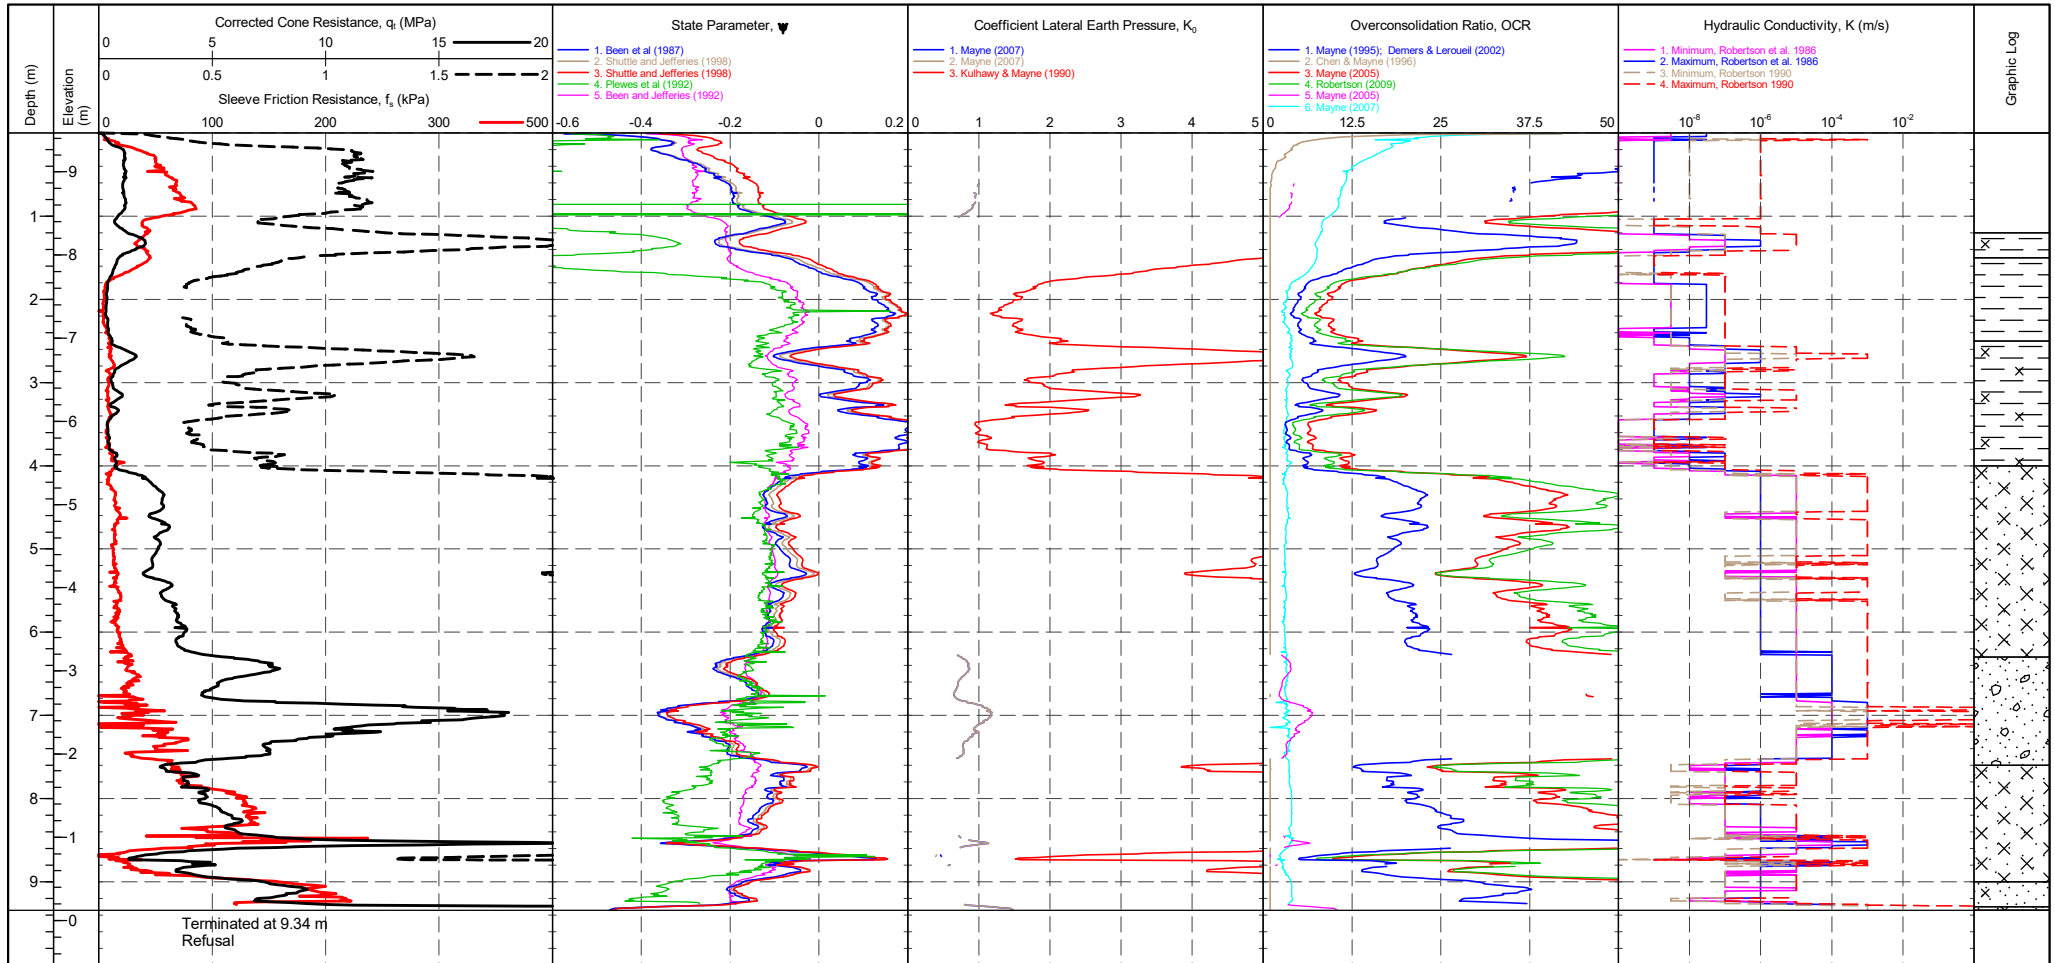 Depth (m)
Elevation (m)
Corrected Cone Resistance, qt (MPa)
0 5 10 15 20
0 0.5 1 1.5 2
Sleeve Friction Resistance, fs (kPa)
0 100 200 300 500
State Parameter, ψ
1. Been et al (1987)
2. Shuttle and Jefferies (1998)
3. Shuttle and Jefferies (1998)
4. Plewes et al (1992)
5. Been and Jefferies (1992)
-0.6 -0.4 -0.2 0 0.2
Coefficient Lateral Earth Pressure, K0
1. Mayne (2007)
2. Mayne (2007)
3. Kulhawy & Mayne (1990)
0 1 2 3 4 5
Overconsolidation Ratio, OCR
1. Mayne (1995); Demers & Leroueil (2002)
2. Chen & Mayne (1996)
3. Mayne (2005)
4. Robertson (2009)
5. Mayne (2005)
6. Mayne (2007)
0 12.5 25 37.5 50
Hydraulic Conductivity, K (m/s)
1. Minimum, Robertson et al. 1986
2. Maximum, Robertson et al. 1986
3. Minimum, Robertson 1990
4. Maximum, Robertson 1990
10-8 10-6 10-4 10-2
Graphic Log
9
1
8
2
7
3
6
4
5
5
4
6
3
7
2
8
1
9
0
Terminated at 9.34 m
Refusal